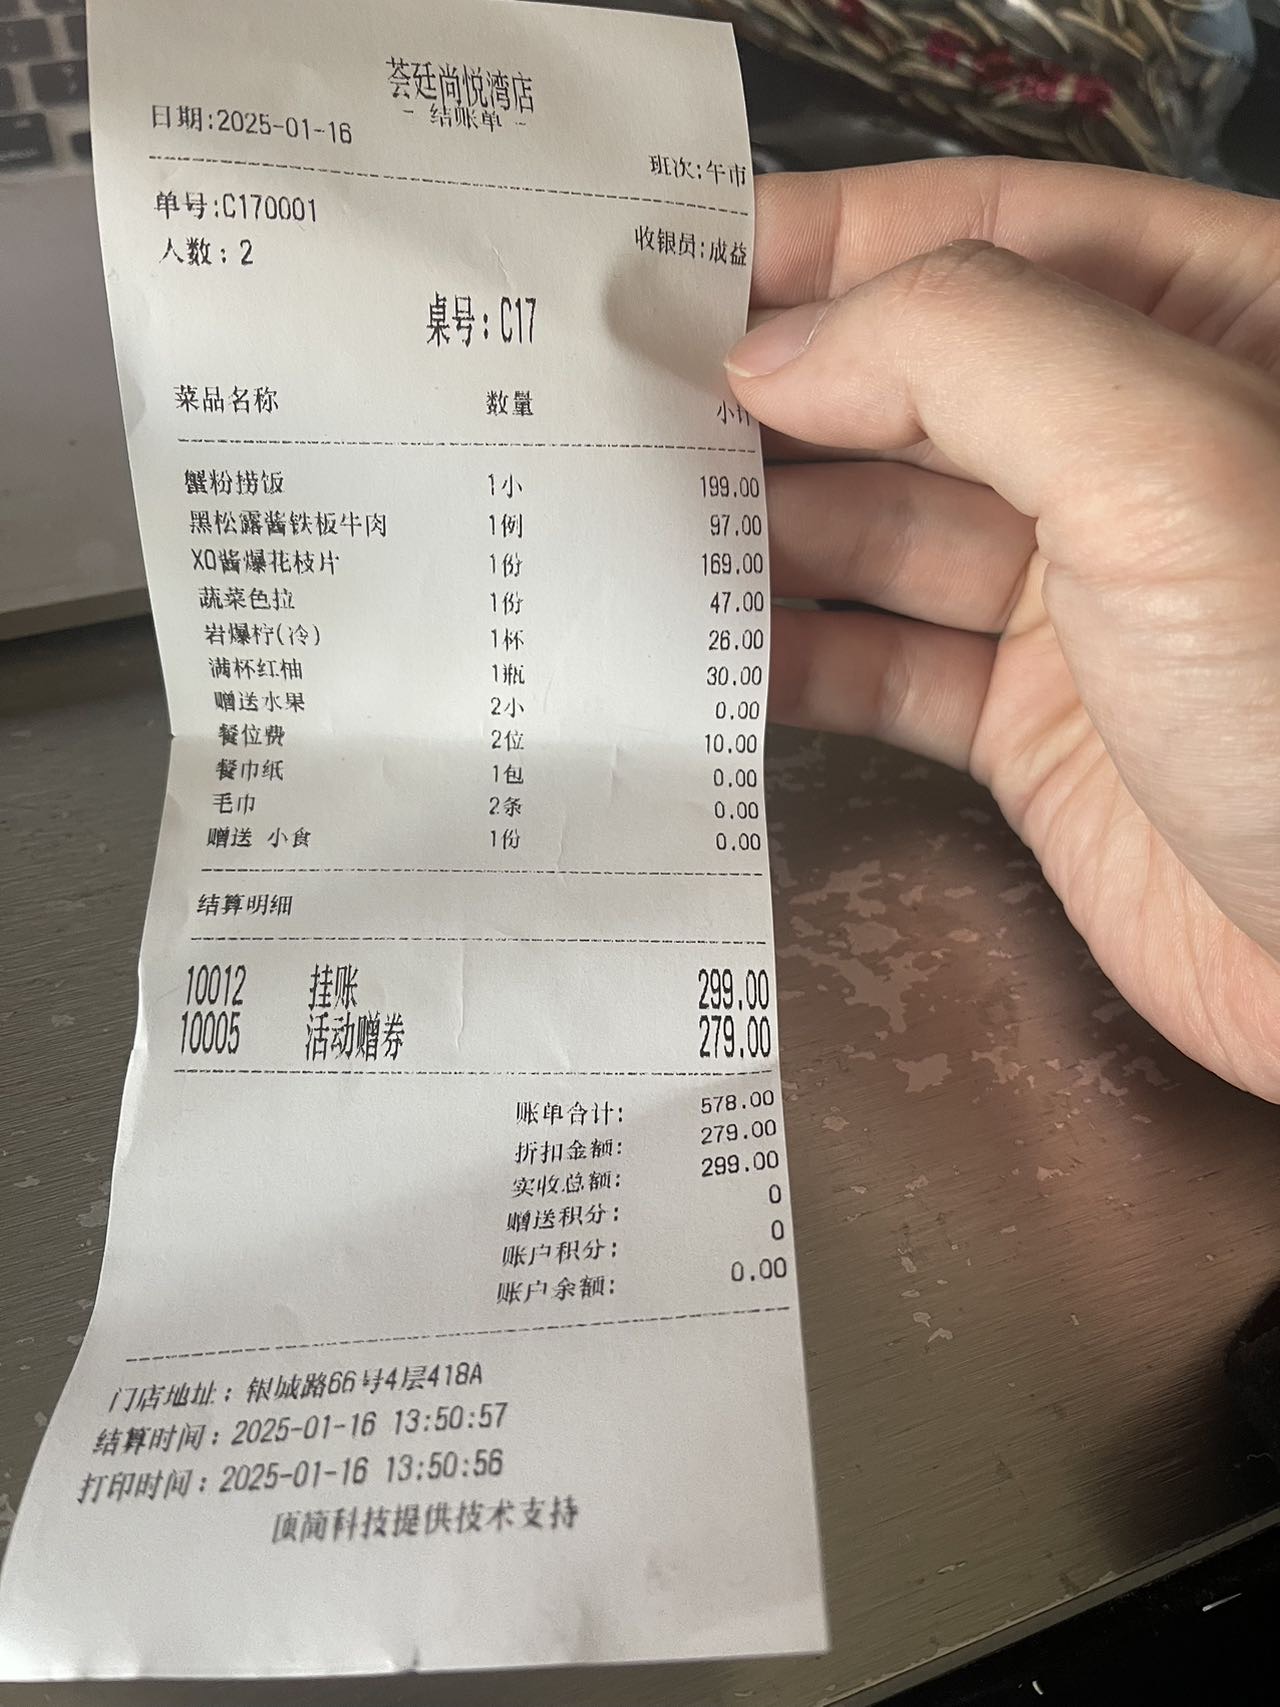 荟廷尚悦湾店
- 结账单 -
日期:2025-01-16
班次:午市
单号:C170001
收银员:成益
人数: 2
桌号: C17
菜品名称 数量 小计
蟹粉捞饭 1小 199.00
黑松露酱铁板牛肉 1例 97.00
XO酱爆花枝片 1份 169.00
蔬菜色拉 1份 47.00
岩爆柠(冷) 1杯 26.00
满杯红柚 1瓶 30.00
赠送水果 2小 0.00
餐位费 2位 10.00
餐巾纸 1包 0.00
毛巾 2条 0.00
赠送 小食 1份 0.00
结算明细
10012 挂账 299.00
10005 活动赠券 279.00
账单合计: 578.00
折扣金额: 279.00
实收总额: 299.00
赠送积分: 0
账户积分: 0
账户余额: 0.00
门店地址: 银城路66号4层418A
结算时间: 2025-01-16 13:50:57
打印时间: 2025-01-16 13:50:56
顶简科技提供技术支持